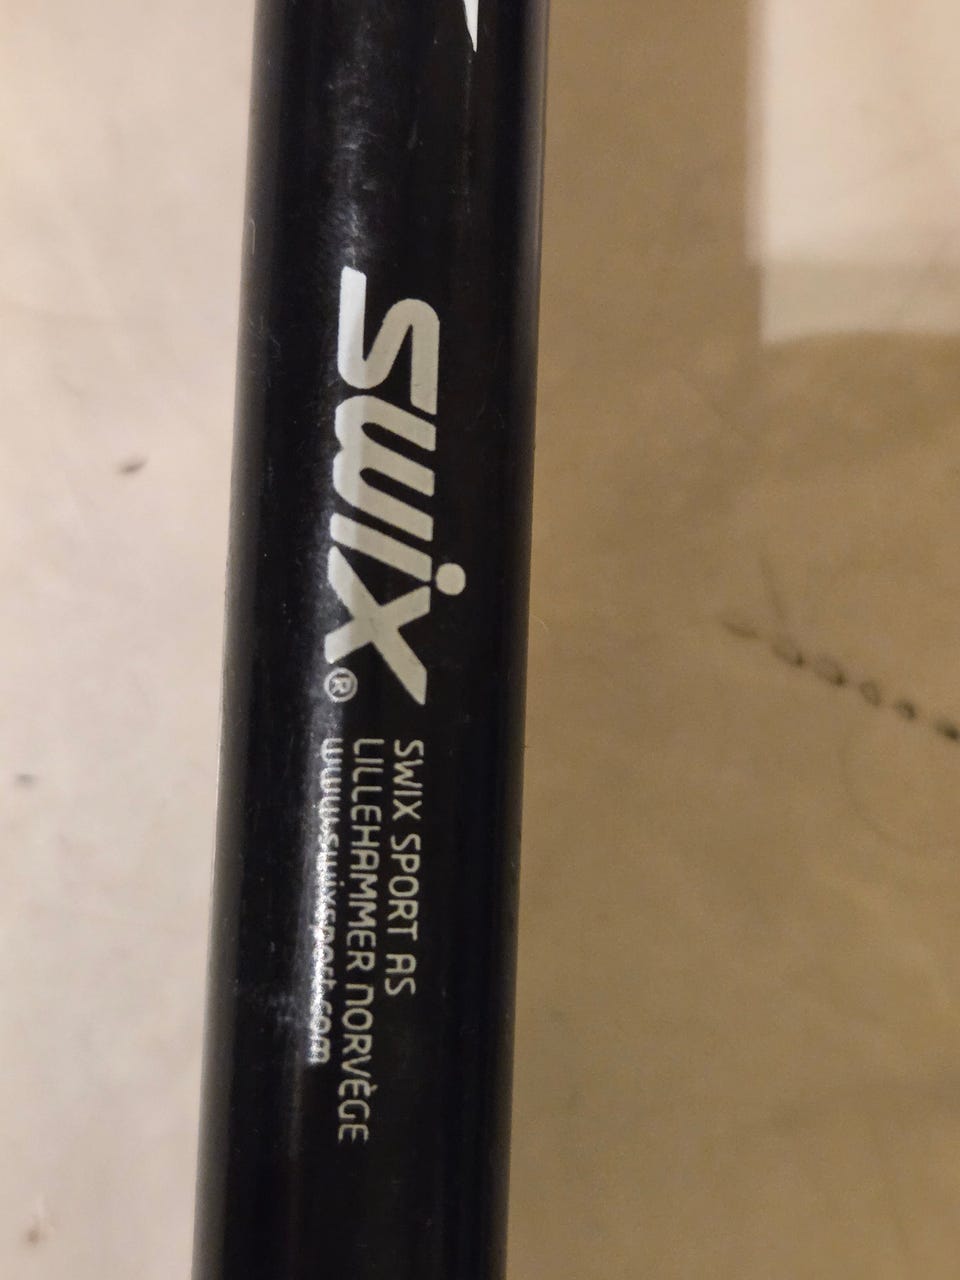 swix®
SWIX SPORT AS
LILLEHAMMER NORVÈGE
www.swixsport.com